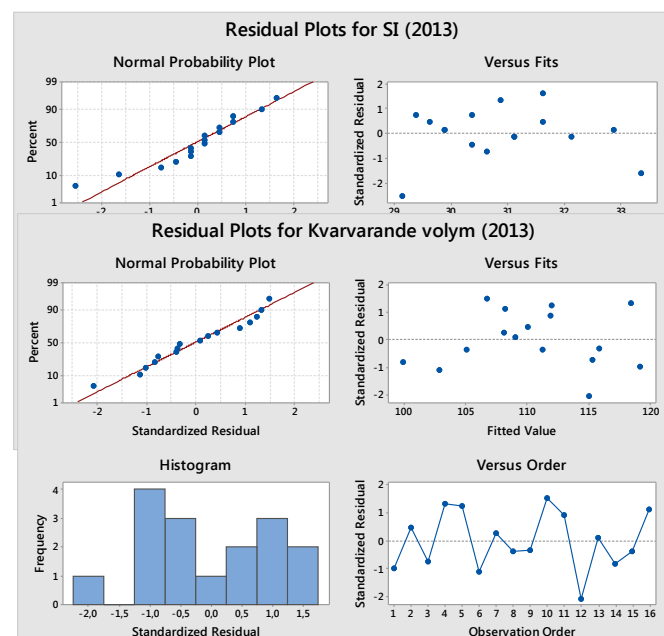 Residual Plots for SI (2013)
Normal Probability Plot
Versus Fits
99
90
50
10
1
Percent
-2 -1 0 1 2
2
1
0
-1
-2
Standardized Residual
29 30 31 32 33
Residual Plots for Kvarvarande volym (2013)
Normal Probability Plot
Versus Fits
99
90
50
10
1
Percent
-2 -1 0 1 2
Standardized Residual
2
1
0
-1
-2
Standardized Residual
100 105 110 115 120
Fitted Value
Histogram
Versus Order
4
3
2
1
0
Frequency
-2,0 -1,5 -1,0 -0,5 0,0 0,5 1,0 1,5
Standardized Residual
2
1
0
-1
-2
Standardized Residual
1 2 3 4 5 6 7 8 9 10 11 12 13 14 15 16
Observation Order